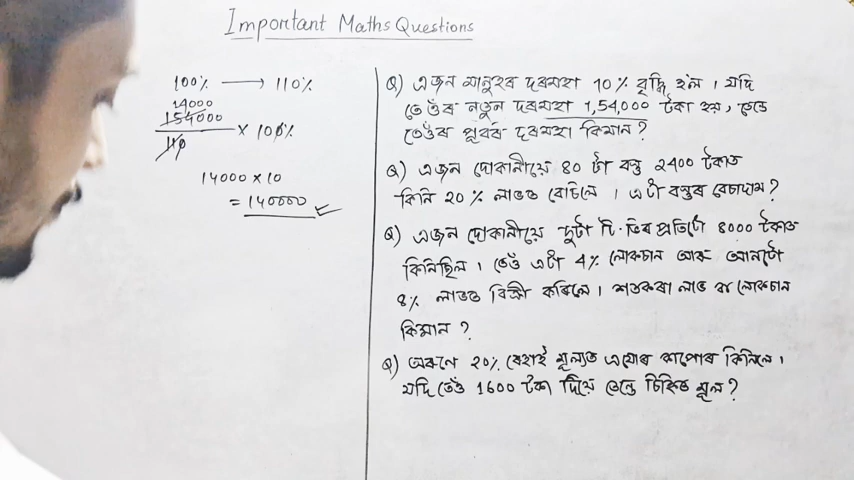 Important Maths Questions
100% ⟶ 110%
14000
154000
110
× 100%
14000 × 10
= 140000 ✓
Q) এজন মানুহৰ দৰমহা 10% বৃদ্ধি হ'ল । যদি
তেওঁৰ নতুন দৰমহা 1,54,000 টকা হয়, তেন্তে
তেওঁৰ পূৰ্বৰ দৰমহা কিমান ?
Q) এজন দোকানীয়ে 80 টা বস্তু 2400 টকাত
কিনি 20% লাভত বেচিলে । এটা বস্তুৰ বেচাদাম ?
Q) এজন দোকানীয়ে দুটা টি.ভিৰ প্ৰতিটো 8000 টকাত
কিনিছিল । তেওঁ এটা 4% লোকচান আৰু আনটো
8% লাভত বিক্ৰী কৰিলে । শতকৰা লাভ বা লোকচান
কিমান ?
Q) অৰুণে 20% ৰেহাই মূল্যত এযোৰ কাপোৰ কিনিলে ।
যদি তেওঁ 1600 টকা দিয়ে তেন্তে চিহ্নিত মূল ?